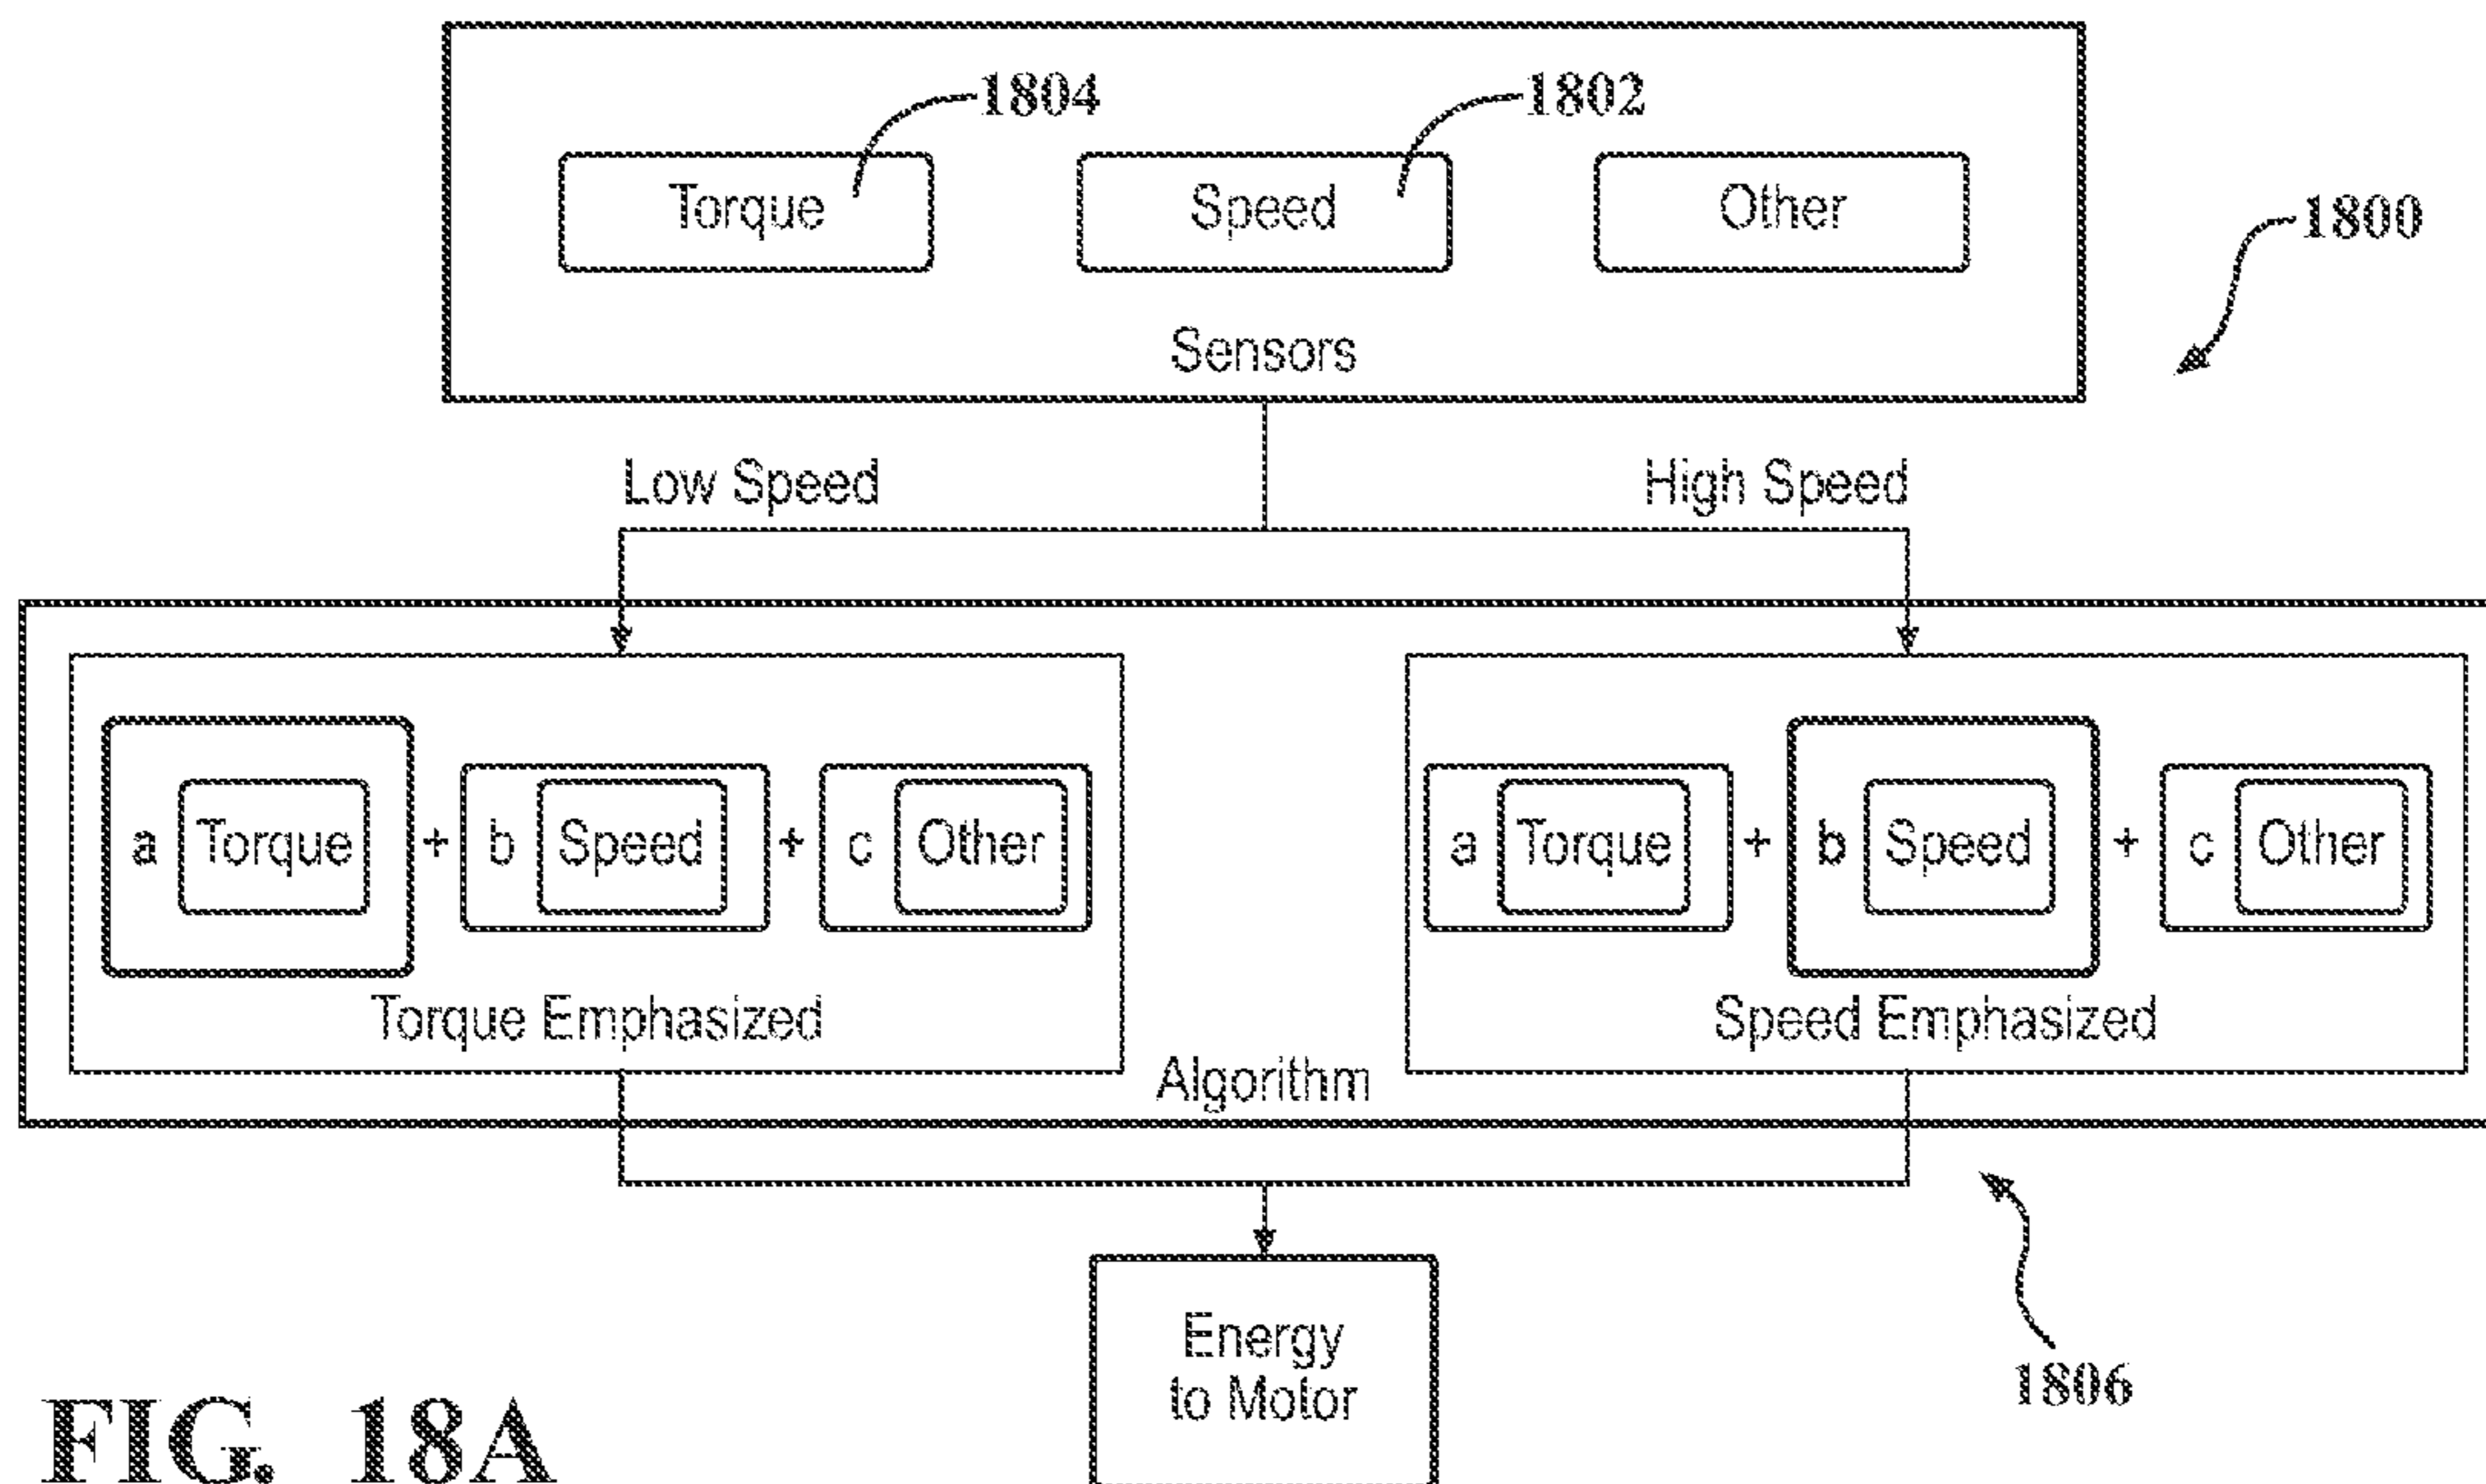 1804
1802
Torque
Speed
Other
1800
Sensors
Low Speed
High Speed
a Torque + b Speed + c Other
a Torque + b Speed + c Other
Torque Emphasized
Speed Emphasized
Algorithm
Energy
to Motor
1806
FIG. 18A